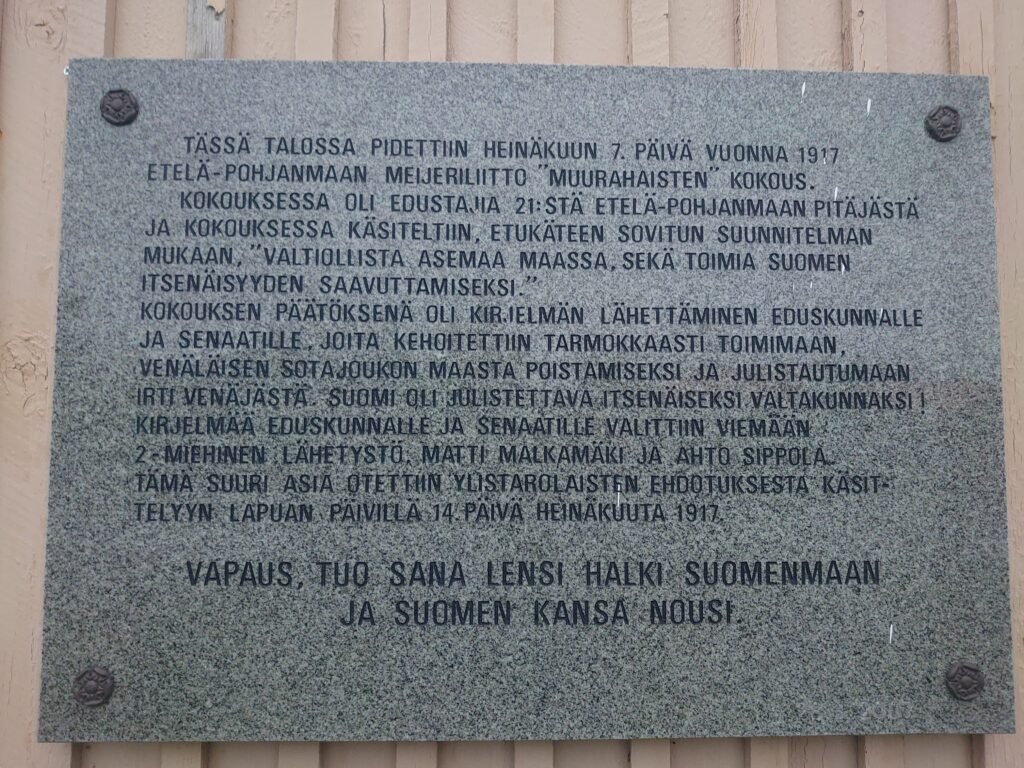 TÄSSÄ TALOSSA PIDETTIIN HEINÄKUUN 7. PÄIVÄ VUONNA 1917
ETELÄ-POHJANMAAN MEIJERILIITTO "MUURAHAISTEN" KOKOUS.
KOKOUKSESSA OLI EDUSTAJIA 21:STÄ ETELÄ-POHJANMAAN PITÄJÄSTÄ
JA KOKOUKSESSA KÄSITELTIIN, ETUKÄTEEN SOVITUN SUUNNITELMAN
MUKAAN, "VALTIOLLISTA ASEMAA MAASSA, SEKÄ TOIMIA SUOMEN
ITSENÄISYYDEN SAAVUTTAMISEKSI."
KOKOUKSEN PÄÄTÖKSENÄ OLI KIRJELMÄN LÄHETTÄMINEN EDUSKUNNALLE
JA SENAATILLE, JOITA KEHOITETTIIN TARMOKKAASTI TOIMIMAAN,
VENÄLÄISEN SOTAJOUKON MAASTA POISTAMISEKSI JA JULISTAUTUMAAN
IRTI VENÄJÄSTÄ. SUOMI OLI JULISTETTAVA ITSENÄISEKSI VALTAKUNNAKSI!
KIRJELMÄÄ EDUSKUNNALLE JA SENAATILLE VALITTIIN VIEMÄÄN
2-MIEHINEN LÄHETYSTÖ, MATTI MALKAMÄKI JA AHTO SIPPOLA.
TÄMÄ SUURI ASIA OTETTIIN YLISTAROLAISTEN EHDOTUKSESTA KÄSIT-
TELYYN LAPUAN PÄIVILLÄ 14. PÄIVÄ HEINÄKUUTA 1917.
VAPAUS, TUO SANA LENSI HALKI SUOMENMAAN
JA SUOMEN KANSA NOUSI.